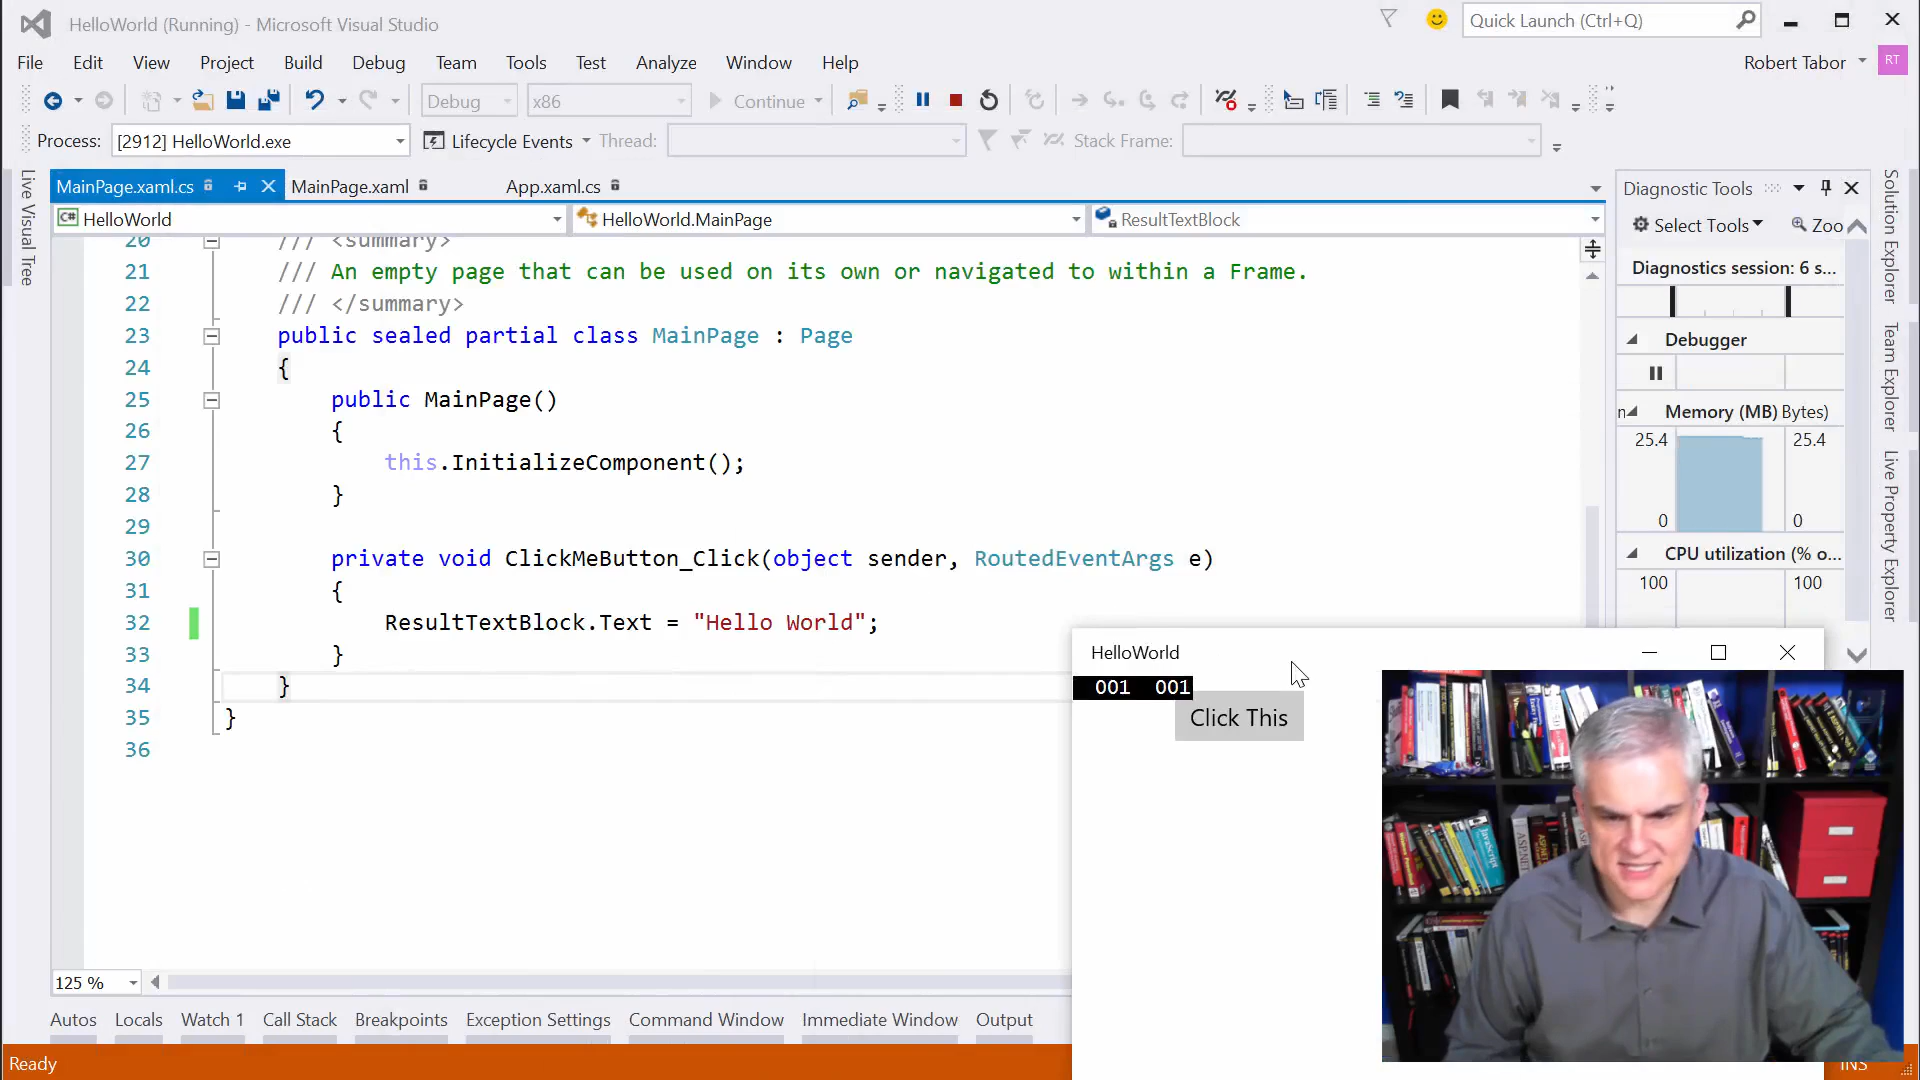 HelloWorld (Running) - Microsoft Visual Studio
Quick Launch (Ctrl+Q)
File Edit View Project Build Debug Team Tools Test Analyze Window Help
Robert Tabor RT
Debug x86 Continue
Process: [2912] HelloWorld.exe Lifecycle Events Thread: Stack Frame:
Live Visual Tree
MainPage.xaml.cs MainPage.xaml App.xaml.cs
C# HelloWorld HelloWorld.MainPage ResultTextBlock
20 /// <summary>
21 /// An empty page that can be used on its own or navigated to within a Frame.
22 /// </summary>
23 public sealed partial class MainPage : Page
24 {
25 public MainPage()
26 {
27 this.InitializeComponent();
28 }
29
30 private void ClickMeButton_Click(object sender, RoutedEventArgs e)
31 {
32 ResultTextBlock.Text = "Hello World";
33 }
34 }
35 }
36
Diagnostic Tools
Select Tools Zoo
Diagnostics session: 6 s...
Debugger
Memory (MB) Bytes)
25.4 25.4
0 0
CPU utilization (% o...
100 100
Solution Explorer
Team Explorer
Live Property Explorer
HelloWorld
001 001
Click This
125 %
Autos Locals Watch 1 Call Stack Breakpoints Exception Settings Command Window Immediate Window Output
Ready
INS